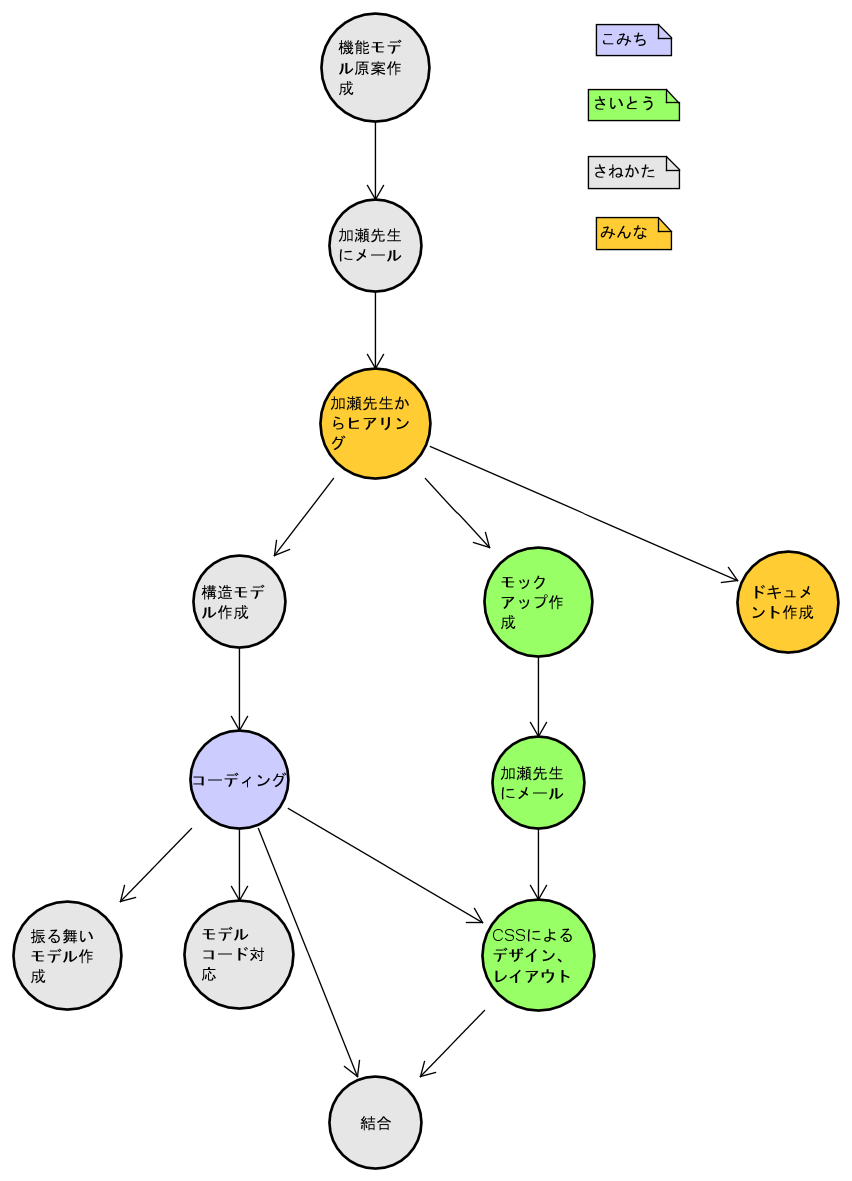 機能モデ
ル原案作
成
こみち
さいとう
さねかた
みんな
加瀬先生
にメール
加瀬先生か
らヒアリン
グ
構造モデ
ル作成
モック
アップ作
成
ドキュメ
ント作成
コーディング
加瀬先生
にメール
振る舞い
モデル作
成
モデル
コード対
応
CSSによる
デザイン、
レイアウト
結合